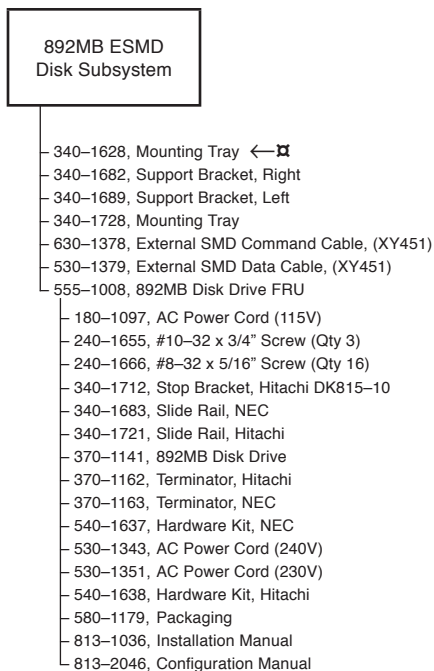 892MB ESMD
Disk Subsystem
340–1628, Mounting Tray ←¤
340–1682, Support Bracket, Right
340–1689, Support Bracket, Left
340–1728, Mounting Tray
630–1378, External SMD Command Cable, (XY451)
530–1379, External SMD Data Cable, (XY451)
555–1008, 892MB Disk Drive FRU
180–1097, AC Power Cord (115V)
240–1655, #10–32 x 3/4” Screw (Qty 3)
240–1666, #8–32 x 5/16” Screw (Qty 16)
340–1712, Stop Bracket, Hitachi DK815–10
340–1683, Slide Rail, NEC
340–1721, Slide Rail, Hitachi
370–1141, 892MB Disk Drive
370–1162, Terminator, Hitachi
370–1163, Terminator, NEC
540–1637, Hardware Kit, NEC
530–1343, AC Power Cord (240V)
530–1351, AC Power Cord (230V)
540–1638, Hardware Kit, Hitachi
580–1179, Packaging
813–1036, Installation Manual
813–2046, Configuration Manual